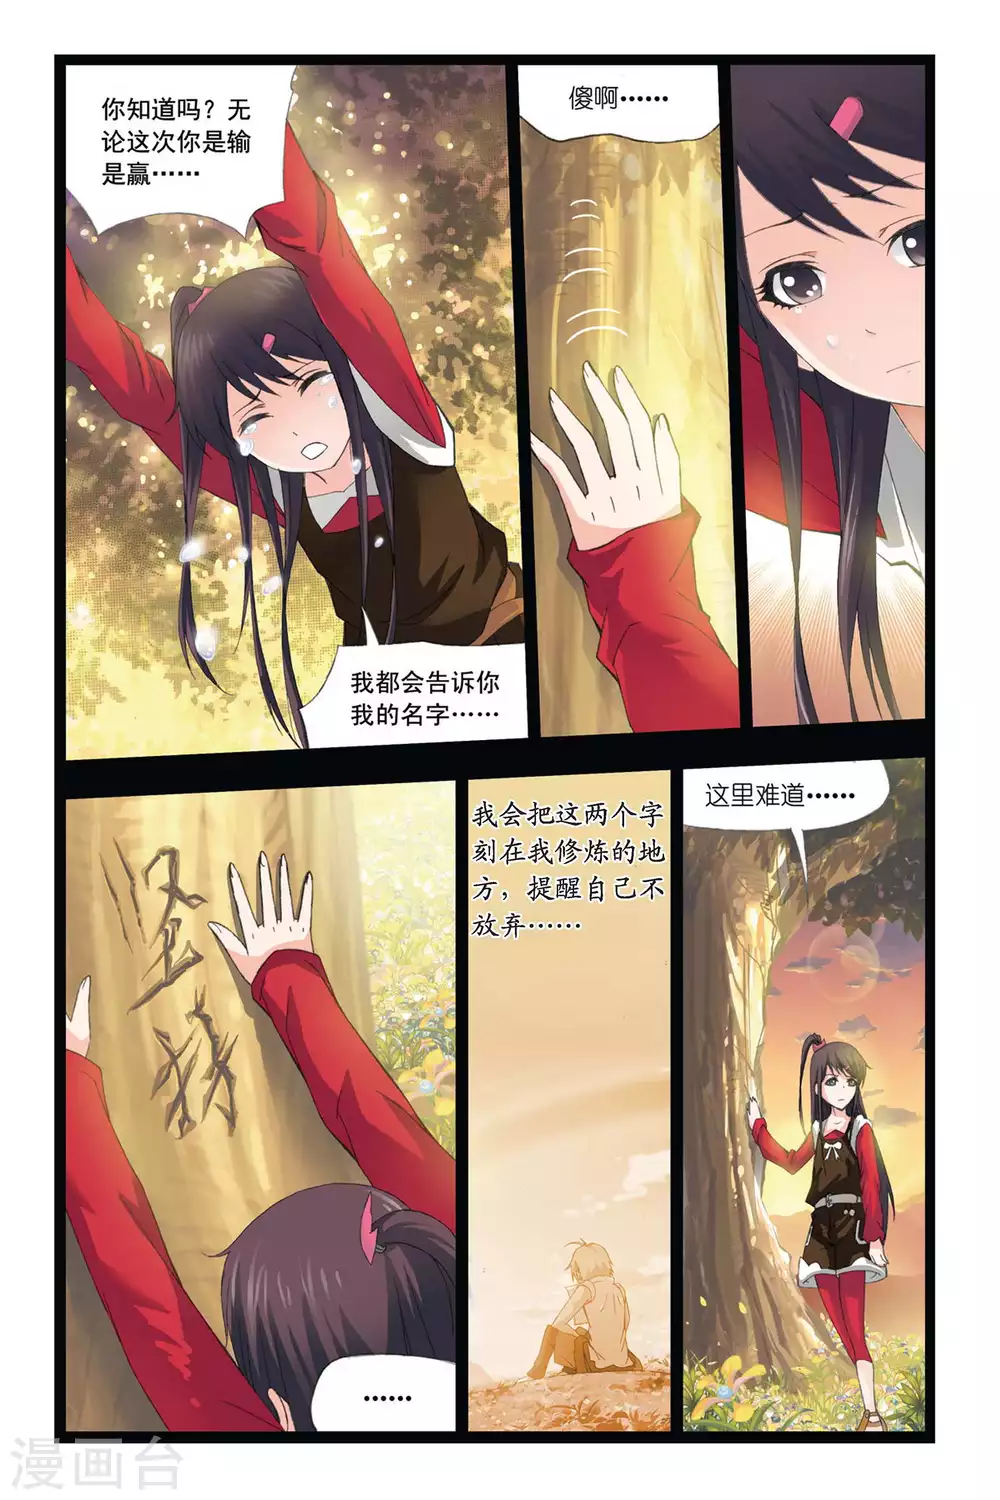 你知道吗？无
论这次你是输
是赢……
我都会告诉你
我的名字……
傻啊……
坚持
……
我会把这两个字
刻在我修炼的地
方，提醒自己不
放弃……
这里难道……
漫画台